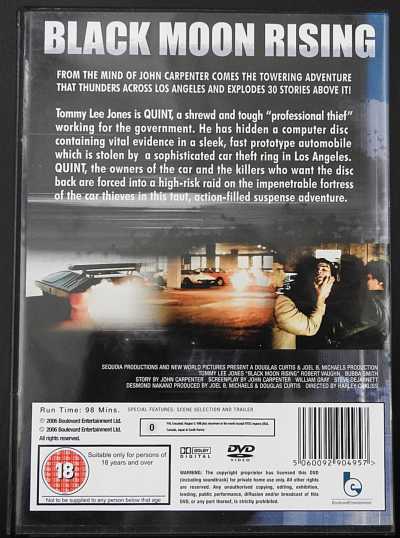 BLACK MOON RISING
FROM THE MIND OF JOHN CARPENTER COMES THE TOWERING ADVENTURE
THAT THUNDERS ACROSS LOS ANGELES AND EXPLODES 30 STORIES ABOVE IT!
Tommy Lee Jones is QUINT, a shrewd and tough "professional thief"
working for the government. He has hidden a computer disc
containing vital evidence in a sleek, fast prototype automobile
which is stolen by a sophisticated car theft ring in Los Angeles.
QUINT, the owners of the car and the killers who want the disc
back are forced into a high-risk raid on the impenetrable fortress
of the car thieves in this taut, action-filled suspense adventure.
SEQUOIA PRODUCTIONS AND NEW WORLD PICTURES PRESENT A DOUGLAS CURTIS & JOEL B. MICHAELS PRODUCTION
TOMMY LEE JONES "BLACK MOON RISING" ROBERT VAUGHN, BUBBA SMITH
STORY BY JOHN CARPENTER SCREENPLAY BY JOHN CARPENTER WILLIAM GRAY
DESMOND NAKANO PRODUCED BY JOEL B. MICHAELS & DOUGLAS CURTIS DIRECTED BY HARLEY COKLISS
Run Time: 98 Mins.
SPECIAL FEATURES: SCENE SELECTION AND TRAILER
© 2006 Boulevard Entertainment Ltd.
℗ 2006 Boulevard Entertainment Ltd.
All rights reserved.
0
18
Suitable only for persons of
18 years and over
Not to be supplied to any person below that age
DOLBY
DIGITAL
DVD
VIDEO
WARNING: The copyright proprietor has licensed this DVD
(including soundtrack) for private home use only. All rights
reserved. Any unauthorised copying, editing, exhibition,
lending, public performance, diffusion and/or broadcast of this
DVD, or any part thereof, is strictly prohibited.
5 060092 904957 >
Boulevard Entertainment